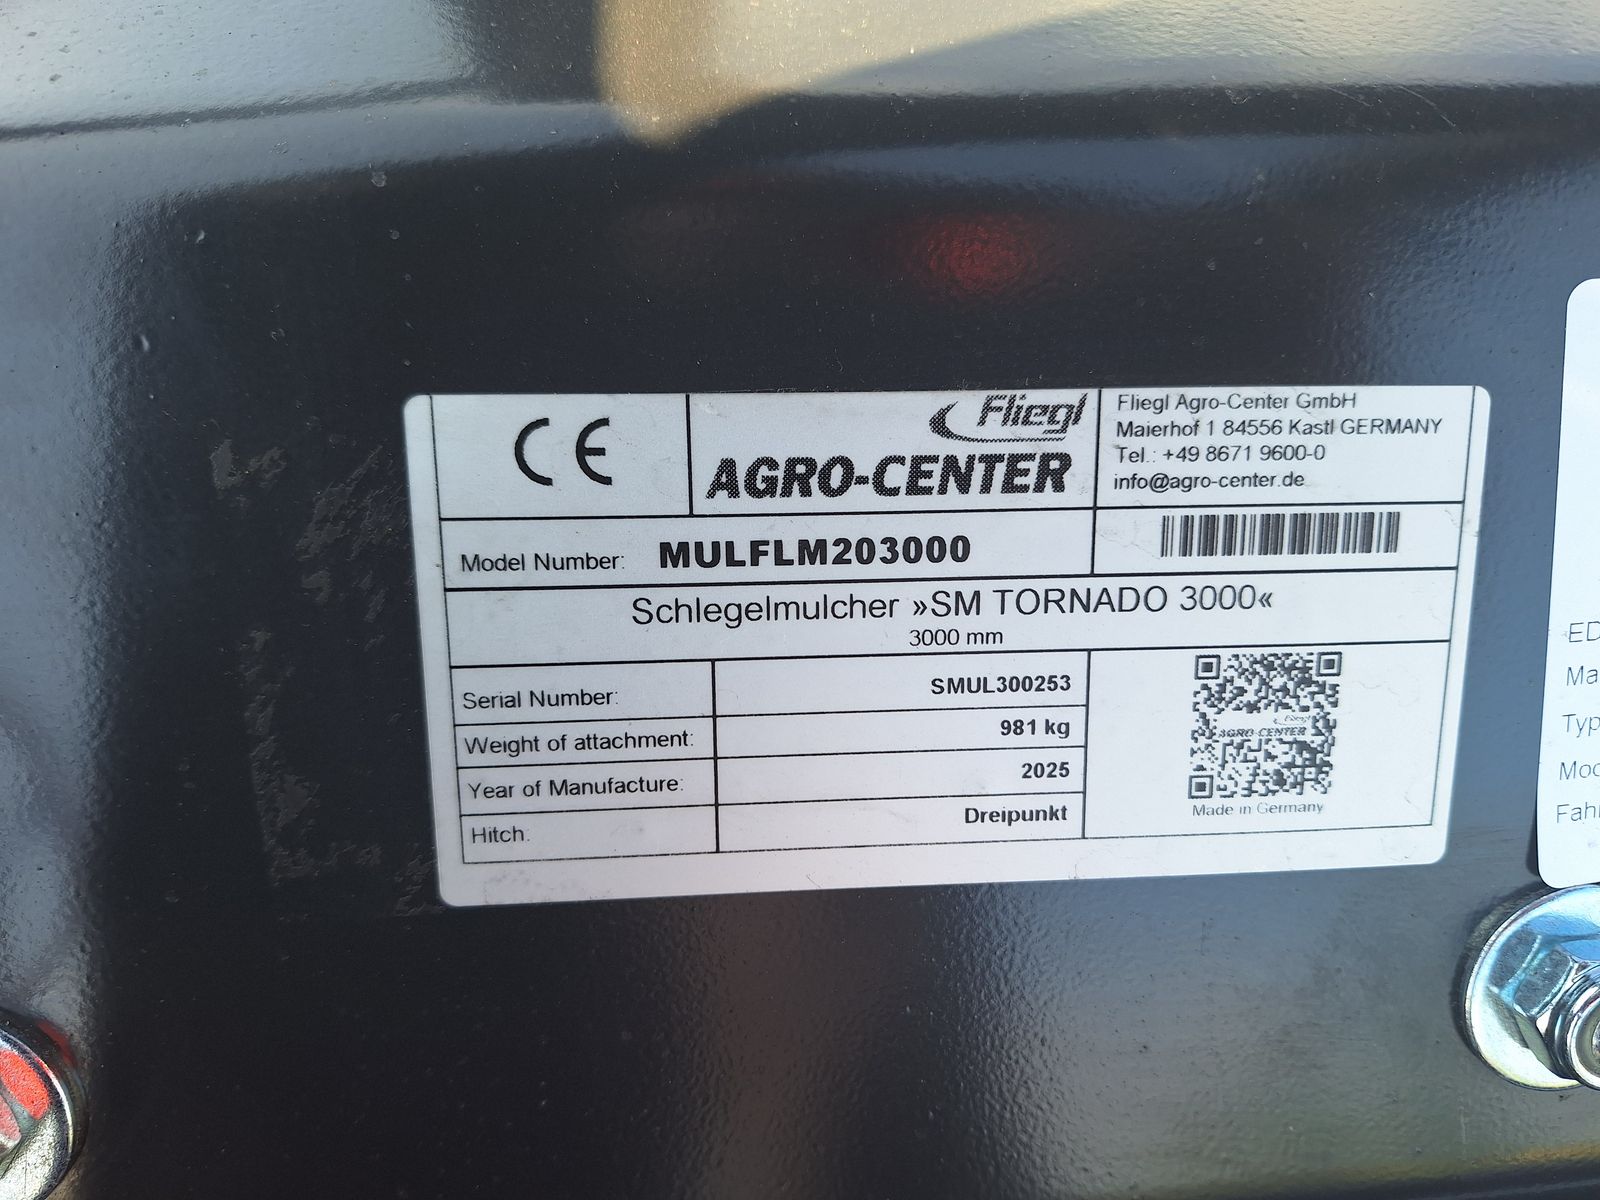 CE
Fliegl
AGRO-CENTER
Fliegl Agro-Center GmbH
Maierhof 1 84556 Kastl GERMANY
Tel.: +49 8671 9600-0
info@agro-center.de
Model Number: MULFLM203000
Schlegelmulcher »SM TORNADO 3000«
3000 mm
Serial Number: SMUL300253
Weight of attachment: 981 kg
Year of Manufacture: 2025
Hitch: Dreipunkt
Fliegl
AGRO-CENTER
Made in Germany